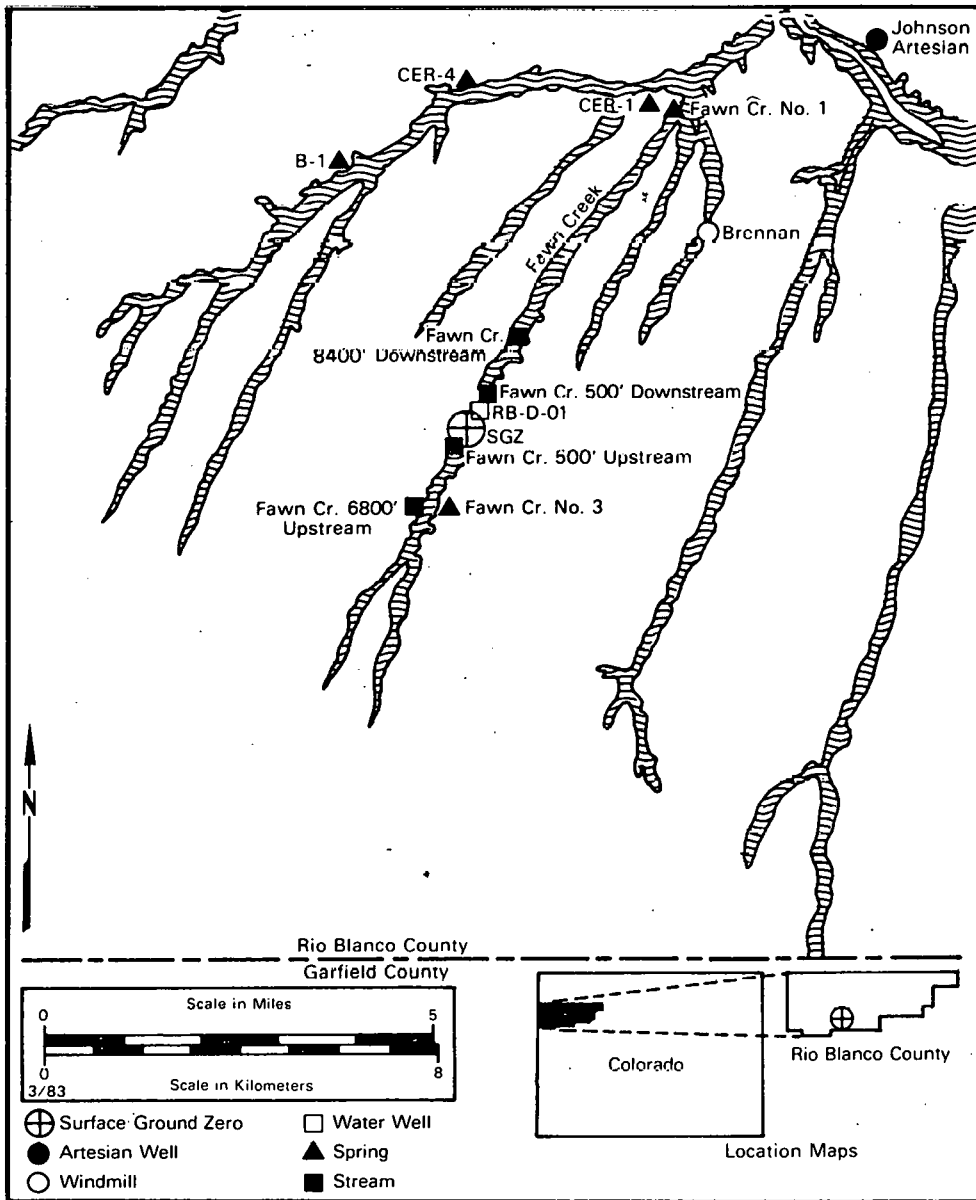 Johnson
Artesian
CER-4
CER-1
Fawn Cr. No. 1
B-1
Fawn Creek
Brennan
Fawn Cr.
8400' Downstream
Fawn Cr. 500' Downstream
RB-D-01
SGZ
Fawn Cr. 500' Upstream
Fawn Cr. 6800'
Upstream
Fawn Cr. No. 3
N
Rio Blanco County
Garfield County
Scale in Miles
0 5
0 8
Scale in Kilometers
3/83
Colorado
Rio Blanco County
Location Maps
Surface Ground Zero
Water Well
Artesian Well
Spring
Windmill
Stream